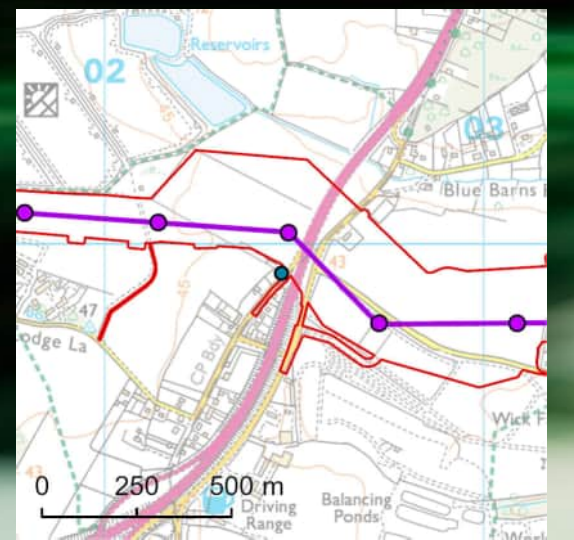 Reservoirs
02
45
03
Blue Barns
43
45
47
odge La
CP Bdy
Wick F
43
0 250 500 m
Driving
Range
Balancing
Ponds